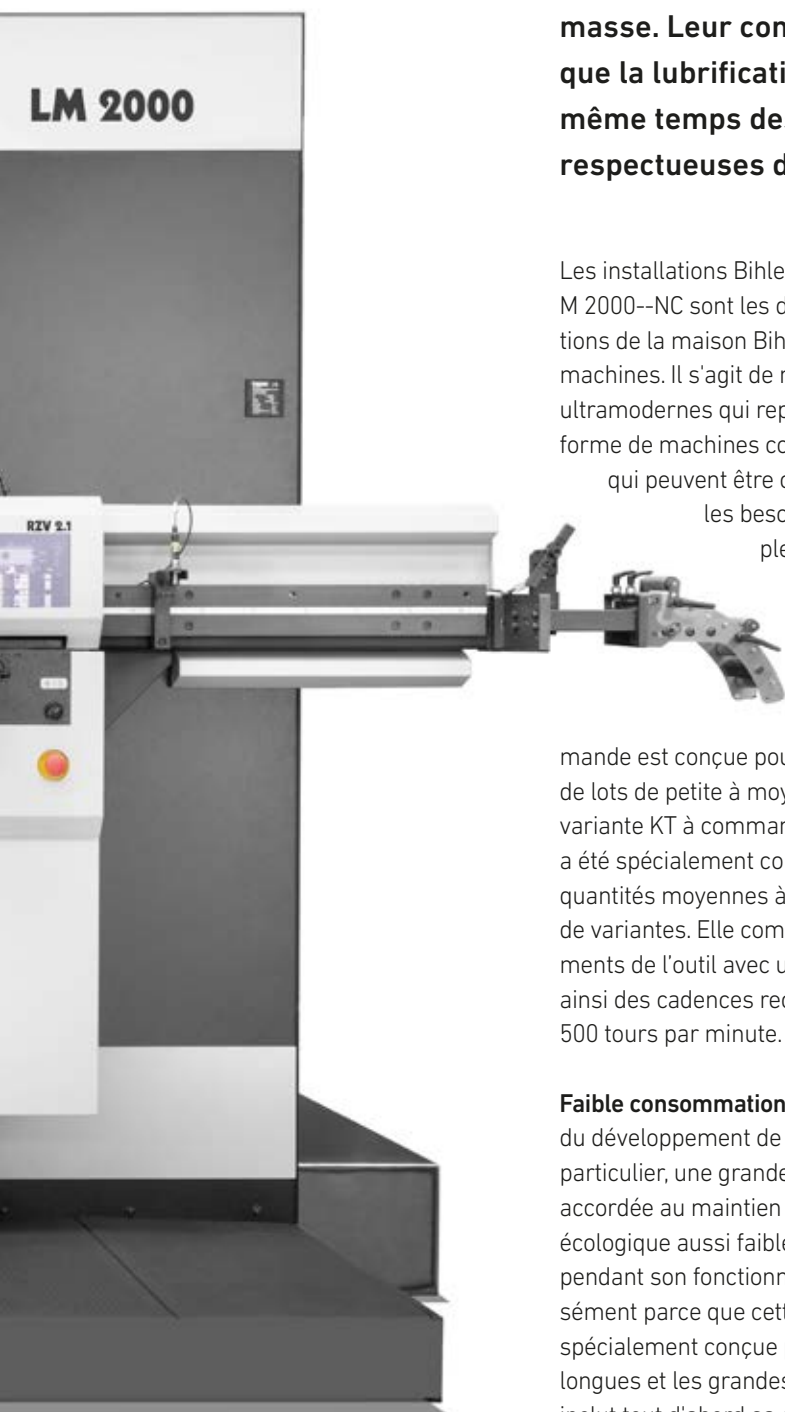 LM 2000
RZV 2.1
masse. Leur con
que la lubrificati
même temps de
respectueuses d
Les installations Bihle
M 2000--NC sont les d
tions de la maison Bih
machines. Il s'agit de
ultramodernes qui rep
forme de machines co
qui peuvent être
les beso
ple
mande est conçue pou
de lots de petite à moy
variante KT à comman
a été spécialement co
quantités moyennes à
de variantes. Elle com
ments de l’outil avec u
ainsi des cadences rec
500 tours par minute.
Faible consommation
du développement de
particulier, une grande
accordée au maintien
écologique aussi faible
pendant son fonctionn
sément parce que cett
spécialement conçue
longues et les grandes
inclut tout d'abord sa